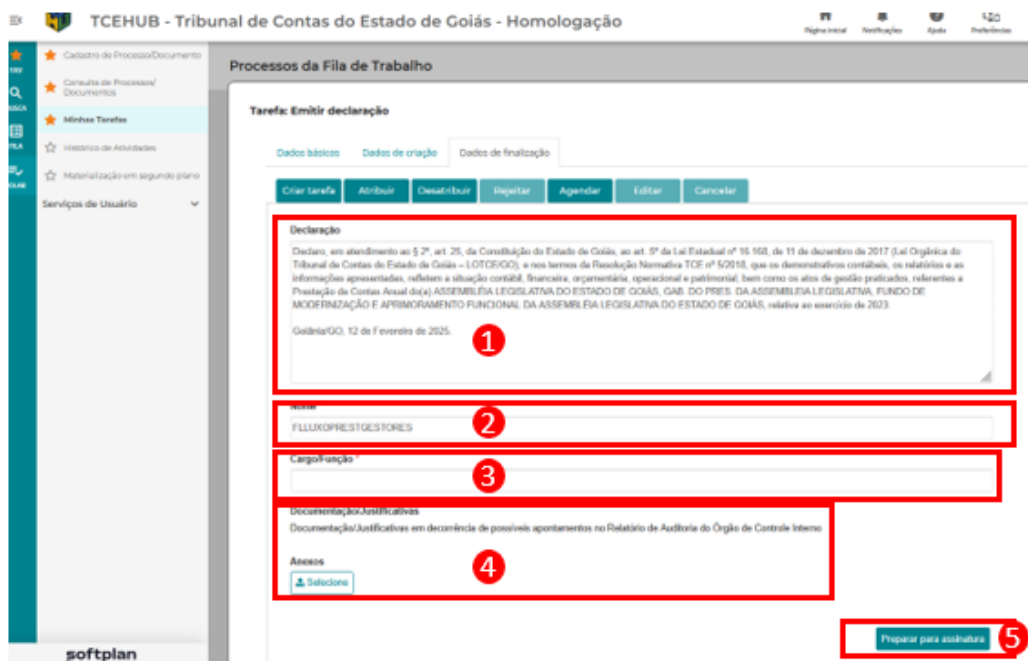 TCEHUB - Tribunal de Contas do Estado de Goiás - Homologação
Página inicial
Notificações
Ajuda
Preferências
Cadastro de Processo/Documento
Consulta de Processos/
Documentos
Minhas Tarefas
Histórico de Atividades
Materialização em segundo plano
Serviços de Usuário
BUSCA
FILA
softplan
Processos da Fila de Trabalho
Tarefa: Emitir declaração
Dados básicos Dados de criação Dados de finalização
Criar tarefa Atribuir Desatribuir Rejeitar Agendar Editar Cancelar
Declaração
Declaro, em atendimento ao § 2º, art. 25, da Constituição do Estado de Goiás, ao art. 5º da Lei Estadual nº 16.168, de 11 de dezembro de 2017 (Lei Orgânica do
Tribunal de Contas do Estado de Goiás – LOTCE/GO), e nos termos da Resolução Normativa TCE nº 5/2018, que os demonstrativos contábeis, os relatórios e as
informações apresentadas, refletem a situação contábil, financeira, orçamentária, operacional e patrimonial, bem como os atos de gestão praticados, referentes a
Prestação de Contas Anual do(a) ASSEMBLÉIA LEGISLATIVA DO ESTADO DE GOIÁS, GAB. DO PRES. DA ASSEMBLEIA LEGISLATIVA, FUNDO DE
MODERNIZAÇÃO E APRIMORAMENTO FUNCIONAL DA ASSEMBLÉIA LEGISLATIVA DO ESTADO DE GOIÁS, relativa ao exercício de 2023.
Goiânia/GO, 12 de Fevereiro de 2025.
1
Nome
FLLUXOPRESTGESTORES
2
Cargo/Função *
3
Documentação/Justificativas
Documentação/Justificativas em decorrência de possíveis apontamentos no Relatório de Auditoria do Órgão de Controle Interno
Anexos
Selecione
4
Preparar para assinatura
5